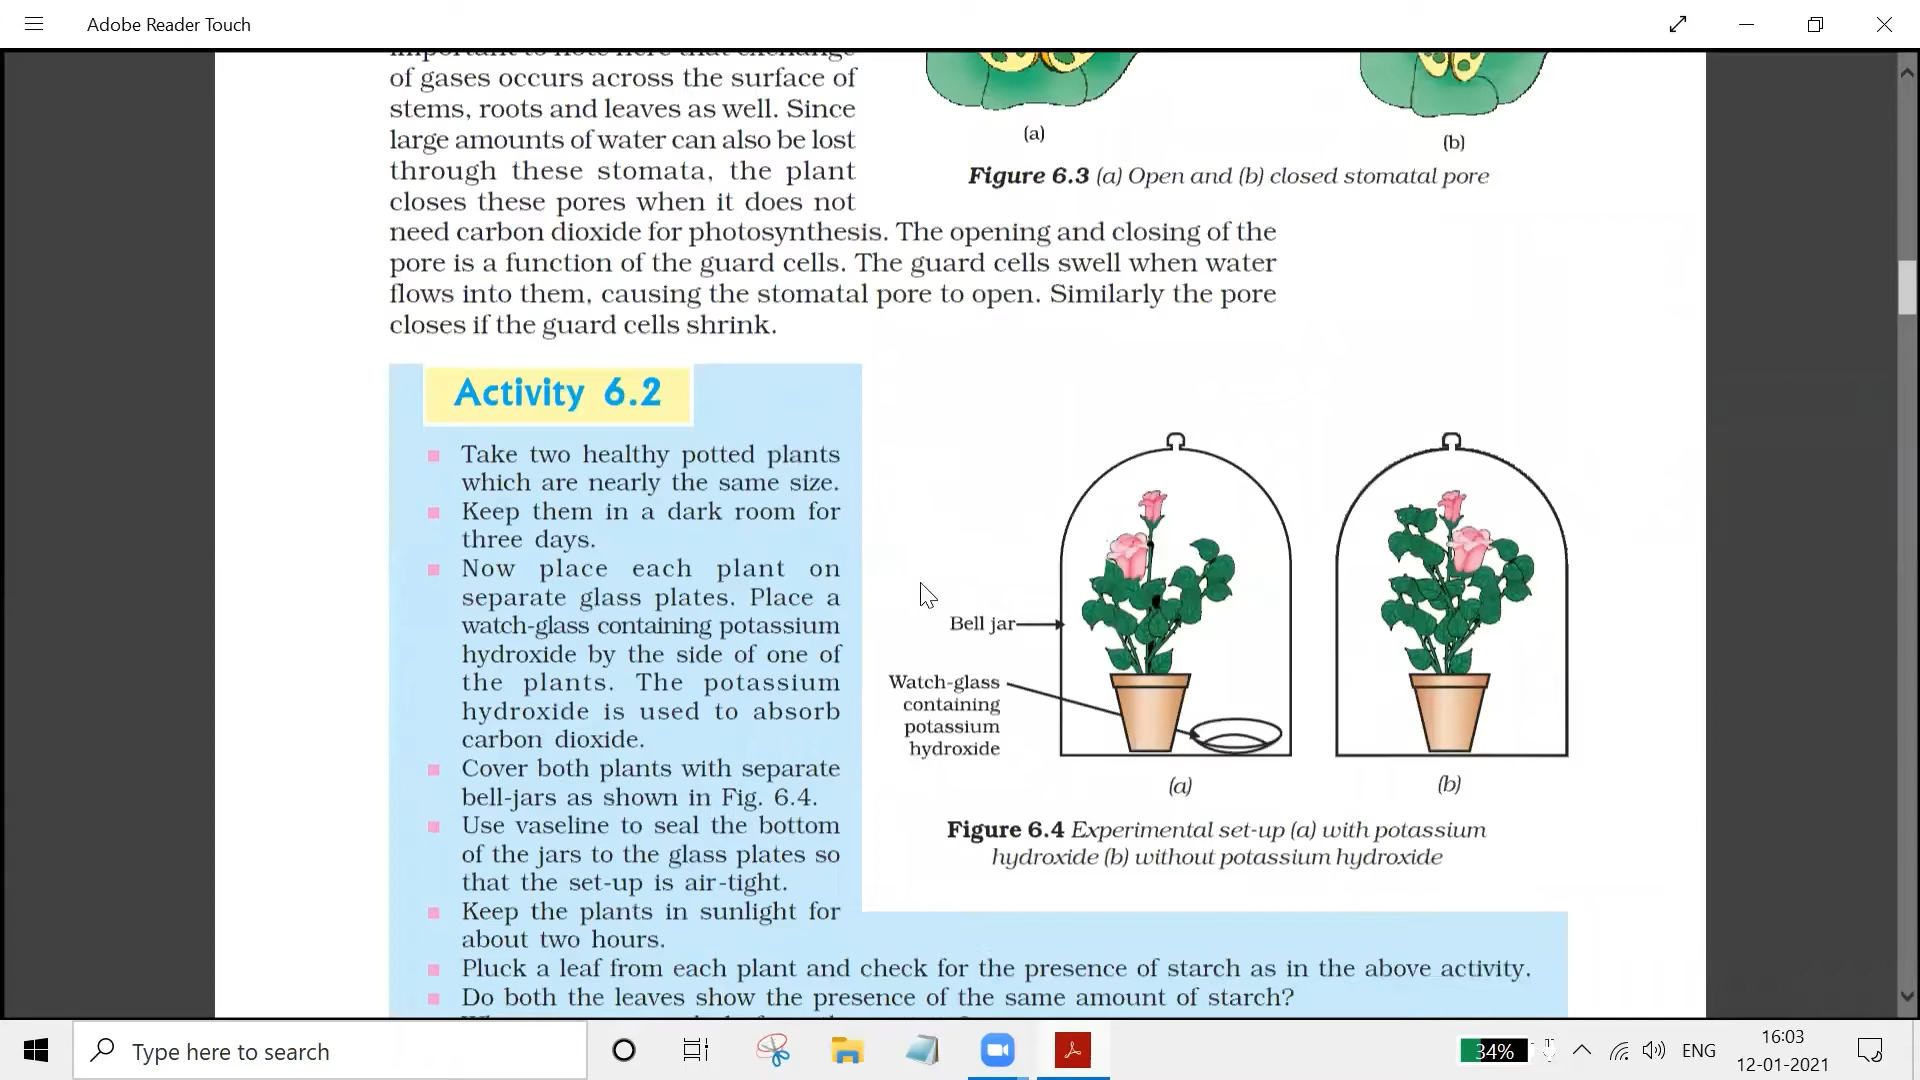 Adobe Reader Touch
important to note here that exchange
of gases occurs across the surface of
stems, roots and leaves as well. Since
large amounts of water can also be lost
through these stomata, the plant
closes these pores when it does not
need carbon dioxide for photosynthesis. The opening and closing of the
pore is a function of the guard cells. The guard cells swell when water
flows into them, causing the stomatal pore to open. Similarly the pore
closes if the guard cells shrink.
(a)
(b)
Figure 6.3 (a) Open and (b) closed stomatal pore
Activity 6.2
Take two healthy potted plants
which are nearly the same size.
Keep them in a dark room for
three days.
Now place each plant on
separate glass plates. Place a
watch-glass containing potassium
hydroxide by the side of one of
the plants. The potassium
hydroxide is used to absorb
carbon dioxide.
Cover both plants with separate
bell-jars as shown in Fig. 6.4.
Use vaseline to seal the bottom
of the jars to the glass plates so
that the set-up is air-tight.
Keep the plants in sunlight for
about two hours.
Pluck a leaf from each plant and check for the presence of starch as in the above activity.
Do both the leaves show the presence of the same amount of starch?
Bell jar
Watch-glass
containing
potassium
hydroxide
(a)
(b)
Figure 6.4 Experimental set-up (a) with potassium
hydroxide (b) without potassium hydroxide
Type here to search
34%
ENG
16:03
12-01-2021